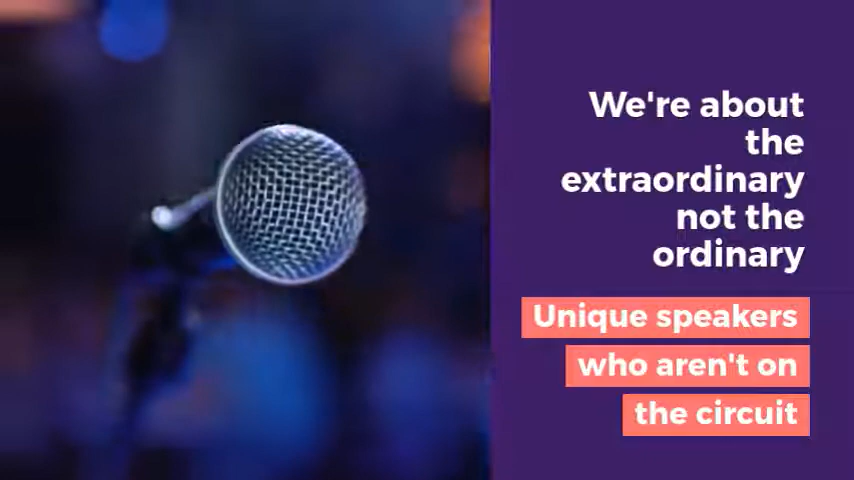 We're about
the
extraordinary
not the
ordinary
Unique speakers
who aren't on
the circuit